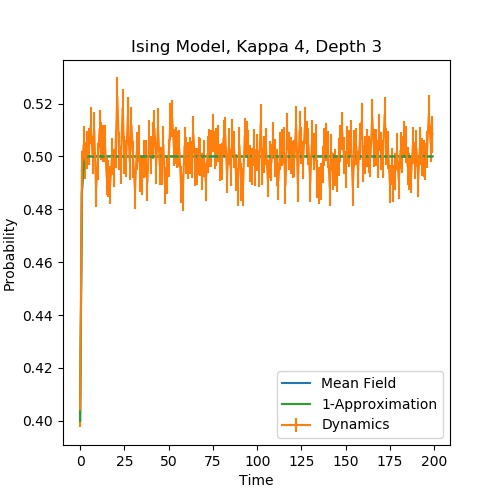 Ising Model, Kappa 4, Depth 3
Probability
0.52
0.50
0.48
0.46
0.44
0.42
0.40
Mean Field
1-Approximation
Dynamics
0 25 50 75 100 125 150 175 200
Time